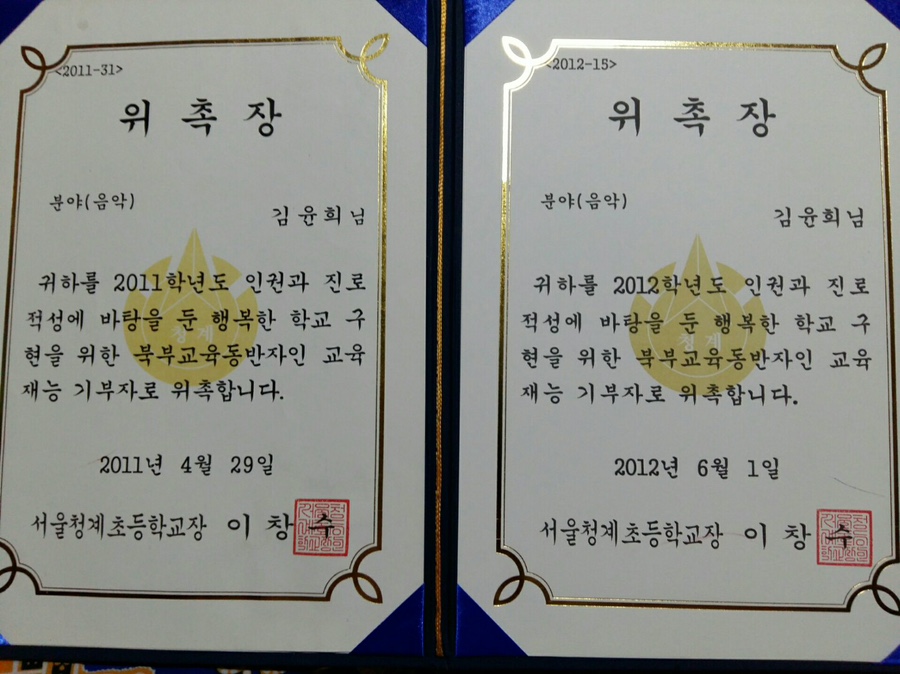 <2011-31>
위 촉 장
분야(음악)
김윤희님
귀하를 2011학년도 인권과 진로
적성에 바탕을 둔 행복한 학교 구
현을 위한 북부교육동반자인 교육
재능 기부자로 위촉합니다.
청계
2011년 4월 29일
서울청계초등학교장 이 창 수
<2012-15>
위 촉 장
분야(음악)
김윤희님
귀하를 2012학년도 인권과 진로
적성에 바탕을 둔 행복한 학교 구
현을 위한 북부교육동반자인 교육
재능 기부자로 위촉합니다.
청계
2012년 6월 1일
서울청계초등학교장 이 창 수